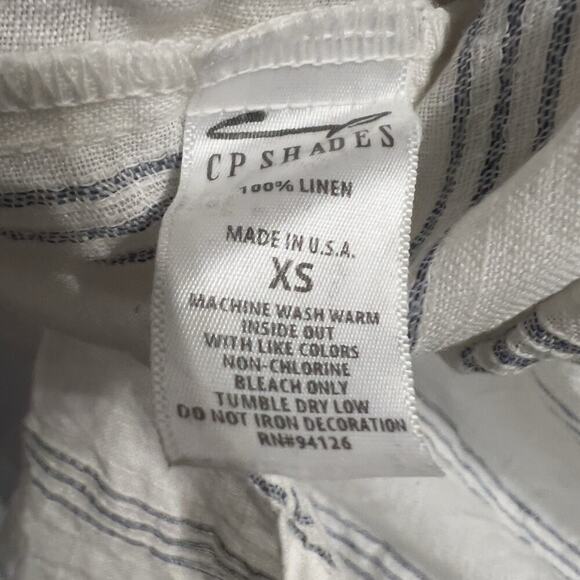 CP SHADES
100% LINEN
MADE IN U.S.A.
XS
MACHINE WASH WARM
INSIDE OUT
WITH LIKE COLORS
NON-CHLORINE
BLEACH ONLY
TUMBLE DRY LOW
DO NOT IRON DECORATION
RN#94126